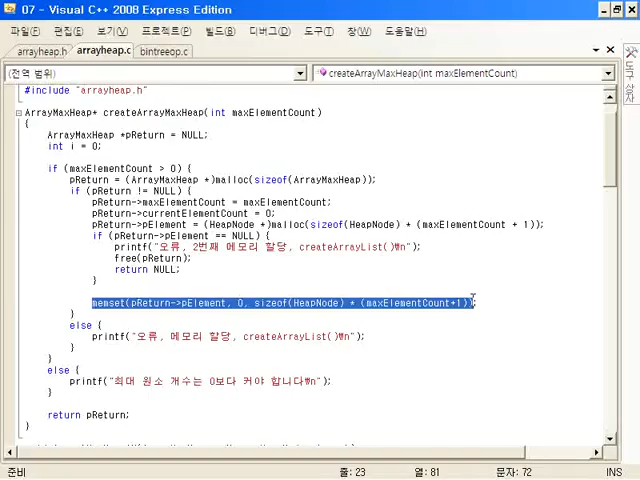 07 - Visual C++ 2008 Express Edition
파일(F) 편집(E) 보기(V) 프로젝트(P) 빌드(B) 디버그(D) 도구(T) 창(W) 도움말(H)
arrayheap.h arrayheap.c bintreeop.c
(전역 범위) createArrayMaxHeap(int maxElementCount)
#include "arrayheap.h"
ArrayMaxHeap* createArrayMaxHeap(int maxElementCount)
{
ArrayMaxHeap *pReturn = NULL;
int i = 0;
if (maxElementCount > 0) {
pReturn = (ArrayMaxHeap *)malloc(sizeof(ArrayMaxHeap));
if (pReturn != NULL) {
pReturn->maxElementCount = maxElementCount;
pReturn->currentElementCount = 0;
pReturn->pElement = (HeapNode *)malloc(sizeof(HeapNode) * (maxElementCount + 1));
if (pReturn->pElement == NULL) {
printf("오류, 2번째 메모리 할당, createArrayList()₩n");
free(pReturn);
return NULL;
}
memset(pReturn->pElement, 0, sizeof(HeapNode) * (maxElementCount+1));
}
else {
printf("오류, 메모리 할당, createArrayList()₩n");
}
}
else {
printf("최대 원소 개수는 0보다 커야 합니다₩n");
}
return pReturn;
}
준비 줄: 23 열: 81 문자: 72 INS
도구 상자